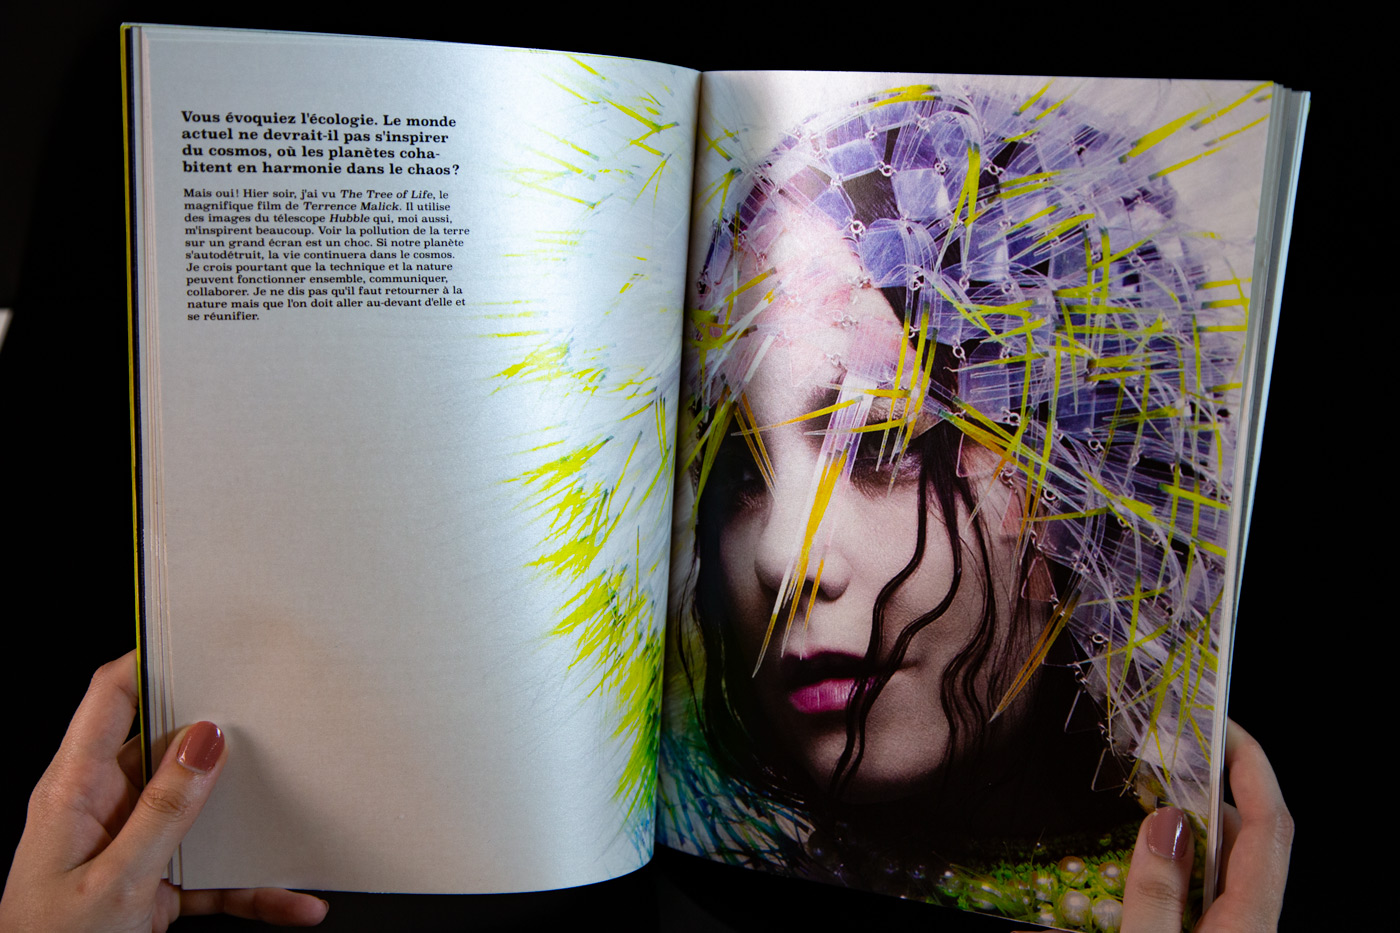 Vous évoquiez l'écologie. Le monde
actuel ne devrait-il pas s'inspirer
du cosmos, où les planètes coha-
bitent en harmonie dans le chaos ?
Mais oui ! Hier soir, j'ai vu The Tree of Life, le
magnifique film de Terrence Malick. Il utilise
des images du télescope Hubble qui, moi aussi,
m'inspirent beaucoup. Voir la pollution de la terre
sur un grand écran est un choc. Si notre planète
s'autodétruit, la vie continuera dans le cosmos.
Je crois pourtant que la technique et la nature
peuvent fonctionner ensemble, communiquer,
collaborer. Je ne dis pas qu'il faut retourner à la
nature mais que l'on doit aller au-devant d'elle et
se réunifier.